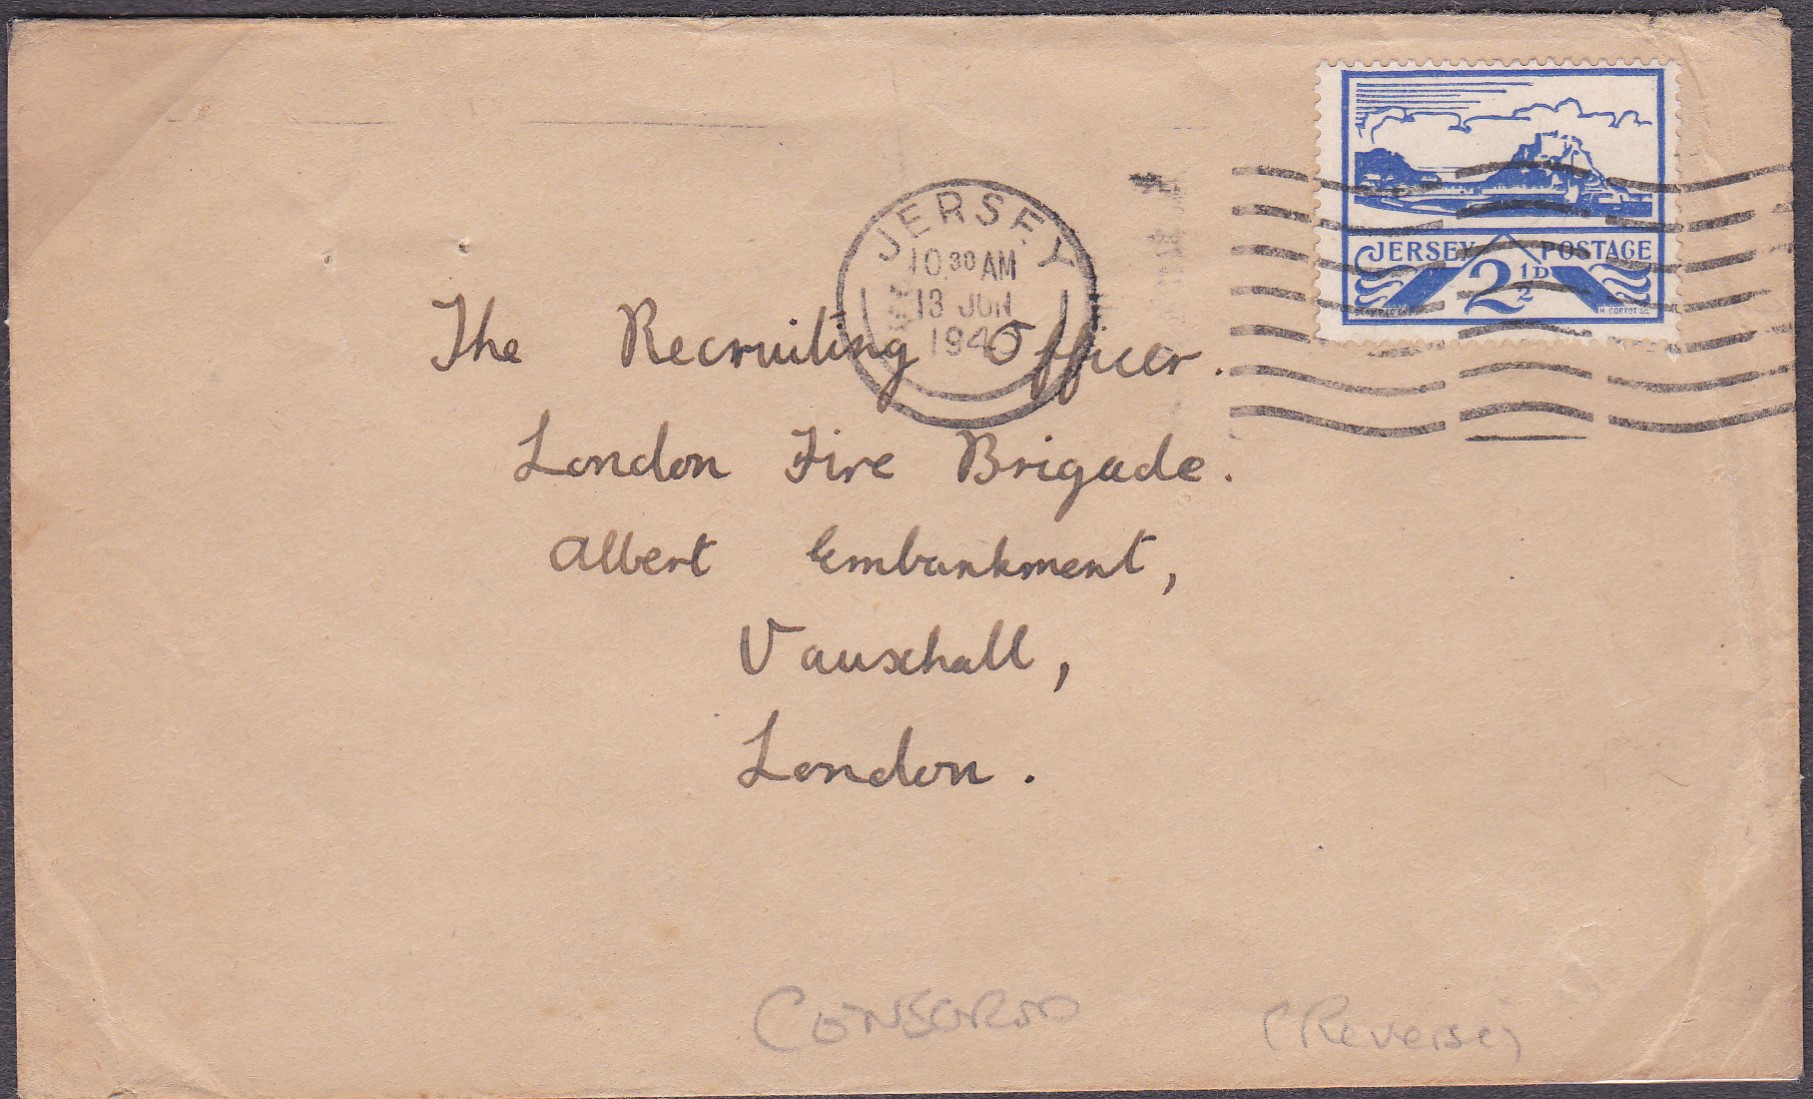 JERSEY
10.30 AM
13 JUN
194
JERSEY POSTAGE
2½D
The Recruiting Officer.
London Fire Brigade.
Albert Embankment,
Vauxhall,
London.
CENSORED
(Reverse)